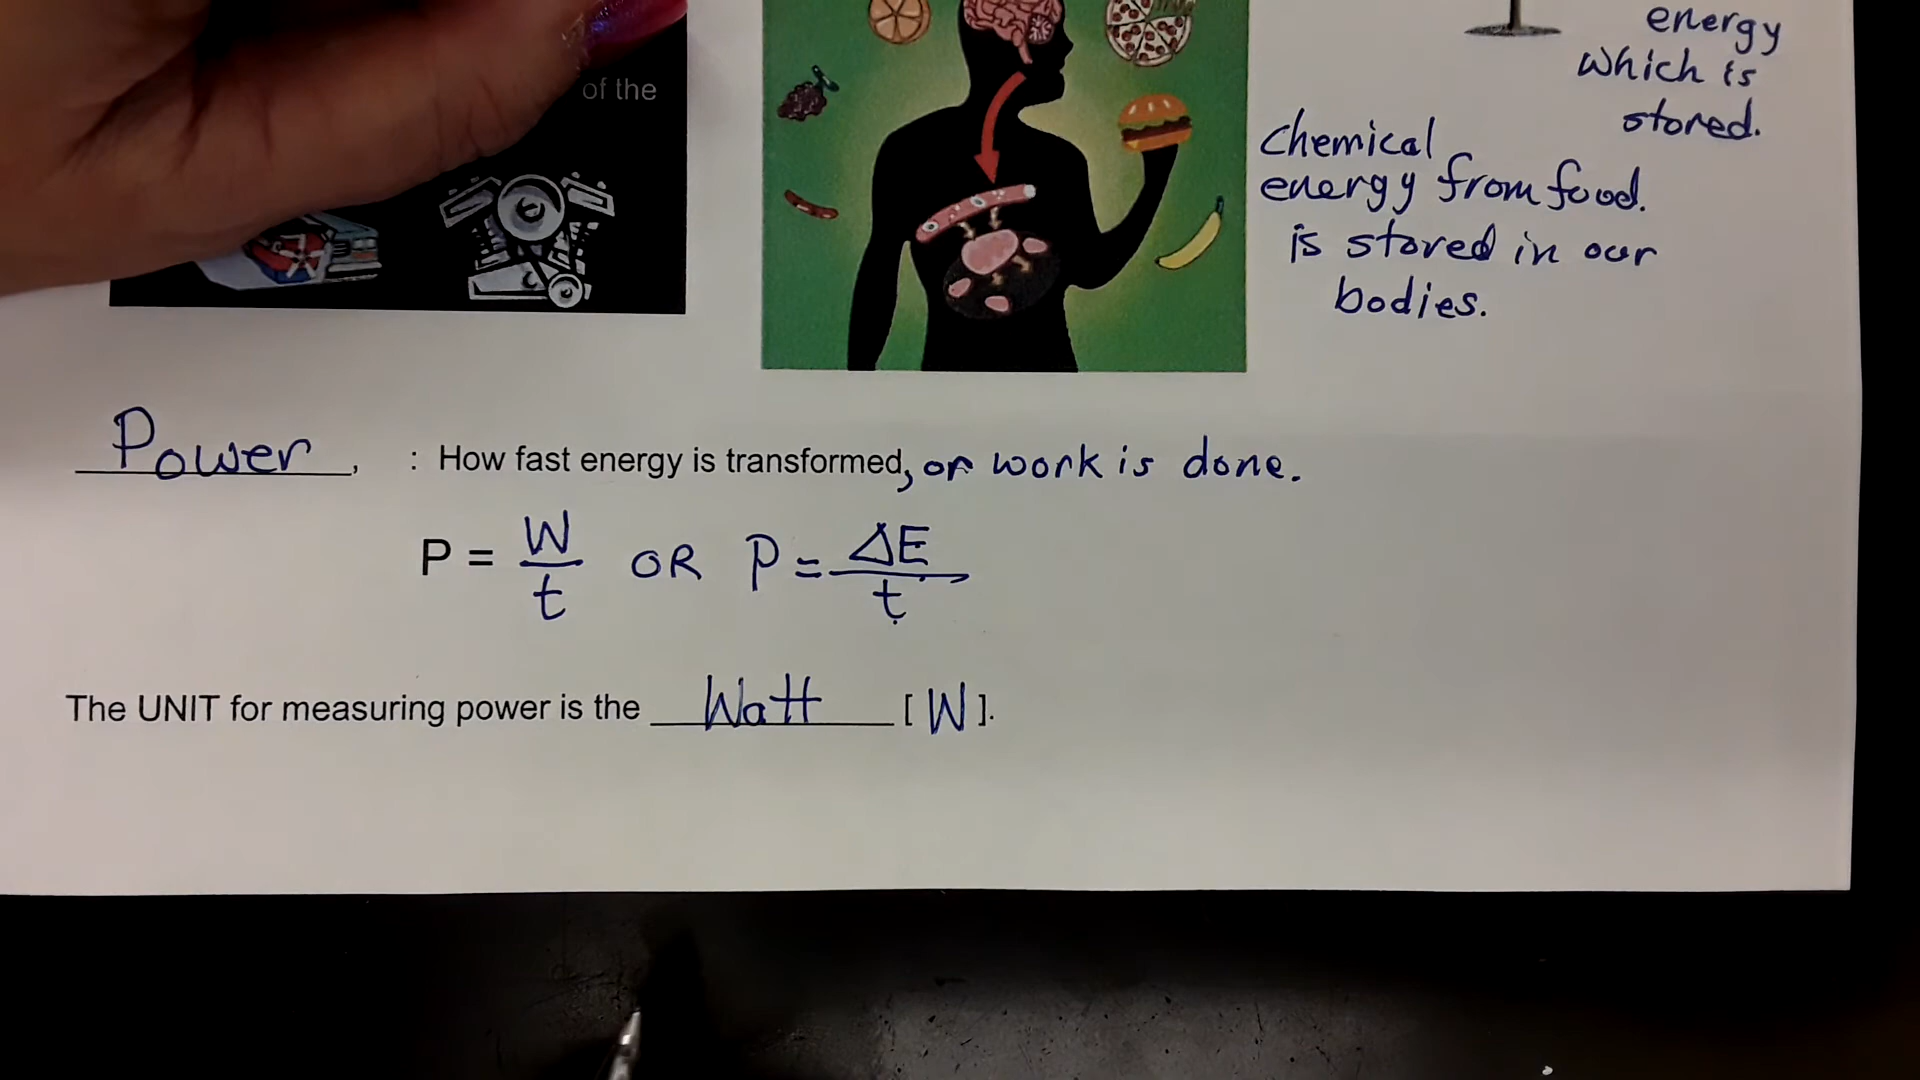 of the
energy
which is
stored.
chemical
energy from food.
is stored in our
bodies.
Power, : How fast energy is transformed, or work is done.
P = W/t OR P = ΔE/t
The UNIT for measuring power is the Watt [W].